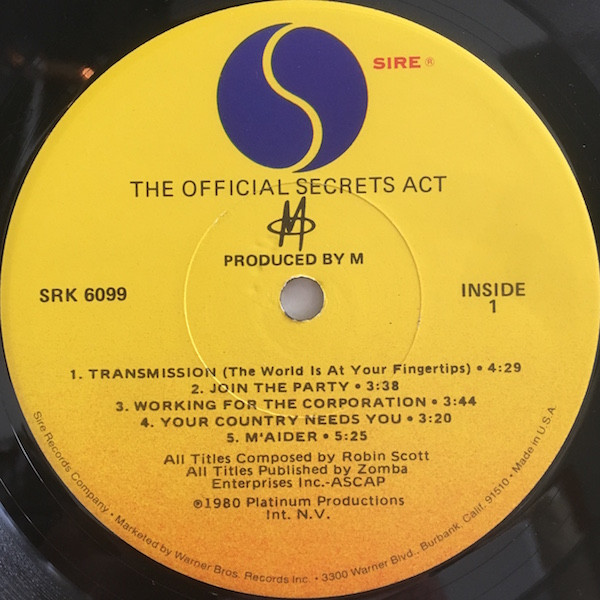 SIRE ®
THE OFFICIAL SECRETS ACT
M
PRODUCED BY M
SRK 6099
INSIDE
1
1. TRANSMISSION (The World Is At Your Fingertips) • 4:29
2. JOIN THE PARTY • 3:38
3. WORKING FOR THE CORPORATION • 3:44
4. YOUR COUNTRY NEEDS YOU • 3:20
5. M'AIDER • 5:25
All Titles Composed by Robin Scott
All Titles Published by Zomba
Enterprises Inc.-ASCAP
℗1980 Platinum Productions
Int. N.V.
Sire Records Company • Marketed by Warner Bros. Records Inc. • 3300 Warner Blvd., Burbank, Calif. 91510 • Made in U.S.A.